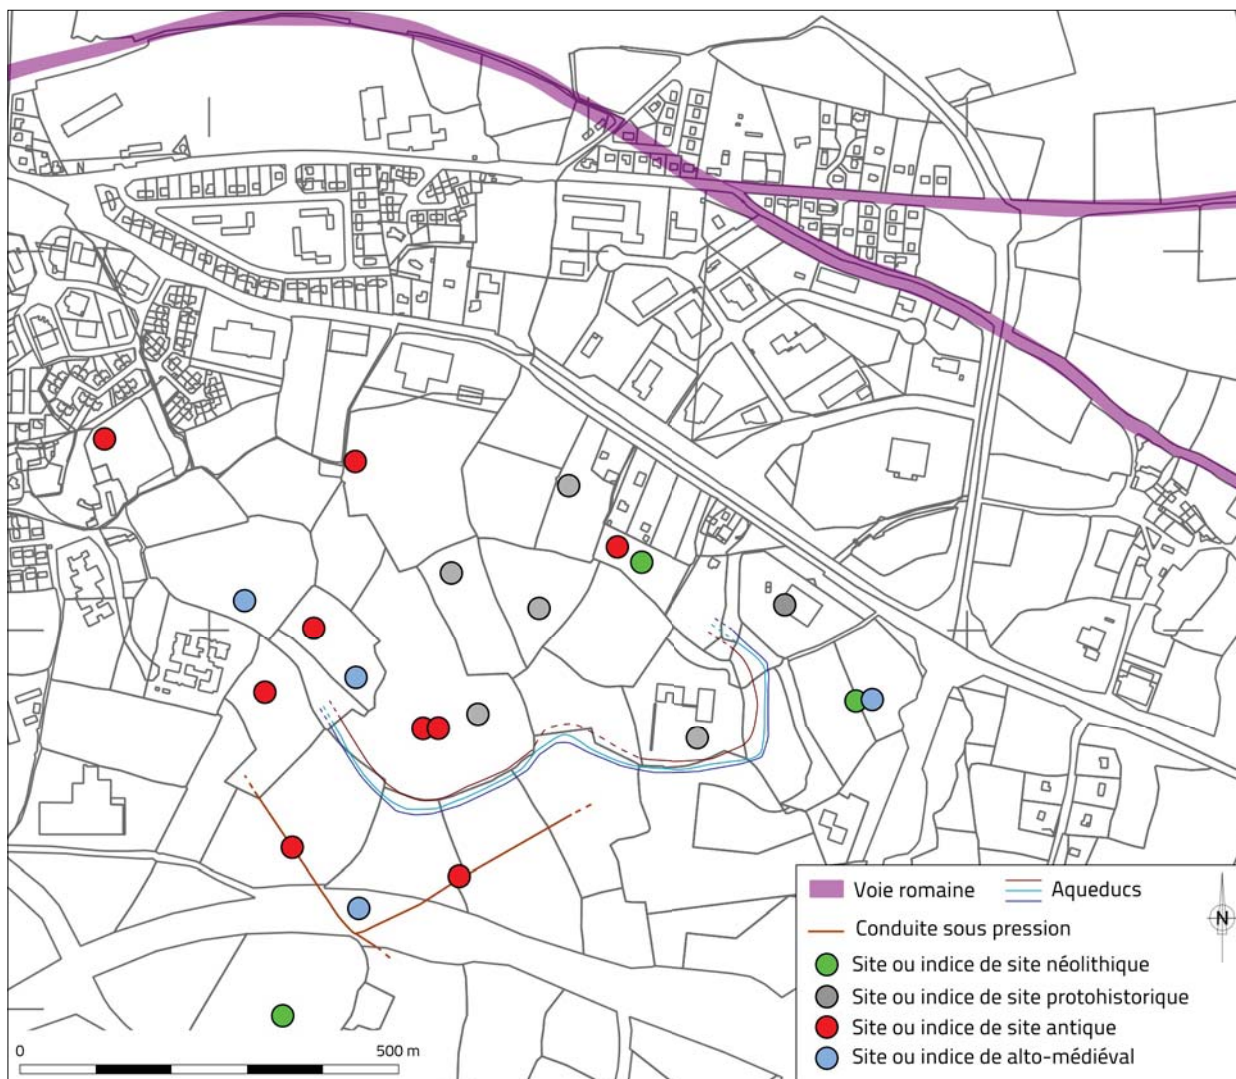 N
Voie romaine
Aqueducs
Conduite sous pression
N
Site ou indice de site néolithique
Site ou indice de site protohistorique
Site ou indice de site antique
Site ou indice de alto-médiéval
0
500 m